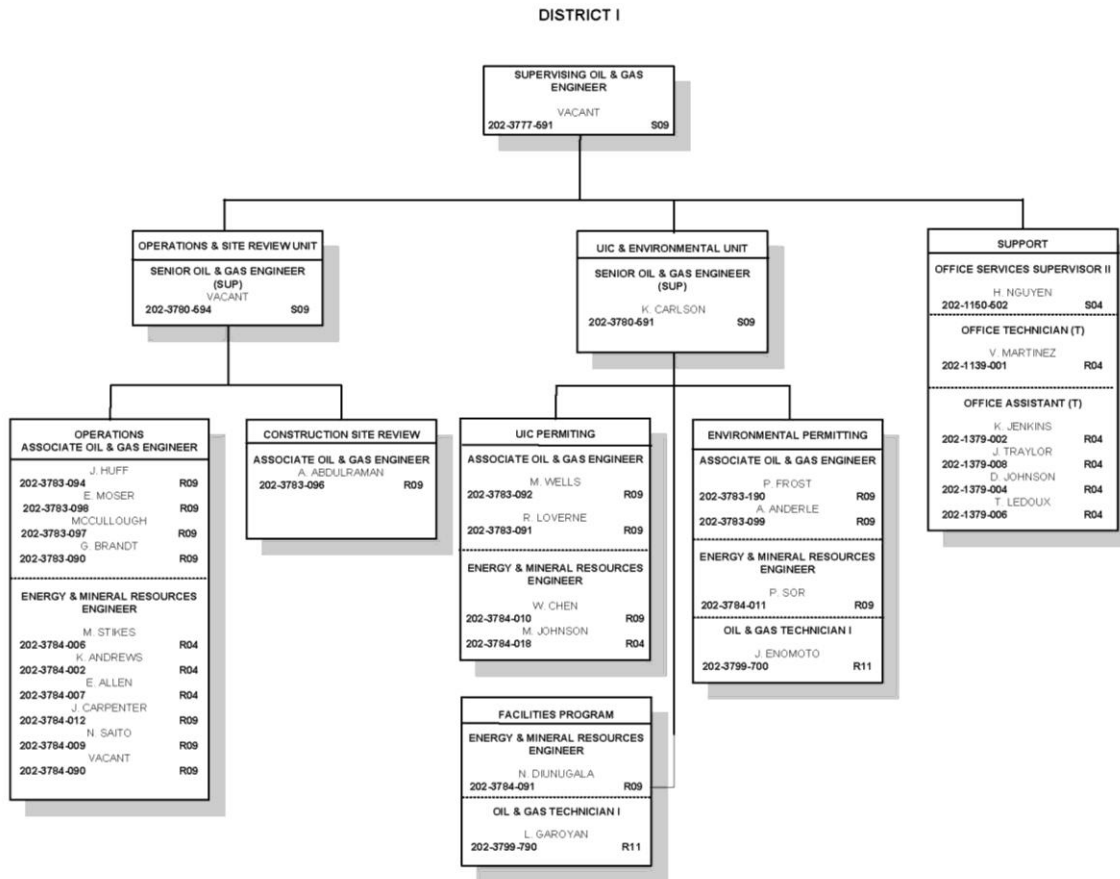 DISTRICT I
SUPERVISING OIL & GAS
ENGINEER
VACANT
202-3777-591 S09
OPERATIONS & SITE REVIEW UNIT
SENIOR OIL & GAS ENGINEER
(SUP)
VACANT
202-3780-594 S09
UIC & ENVIRONMENTAL UNIT
SENIOR OIL & GAS ENGINEER
(SUP)
K. CARLSON
202-3780-591 S09
SUPPORT
OFFICE SERVICES SUPERVISOR II
H. NGUYEN
202-1150-502 S04
OFFICE TECHNICIAN (T)
V. MARTINEZ
202-1139-001 R04
OFFICE ASSISTANT (T)
K. JENKINS
202-1379-002 R04
J. TRAYLOR
202-1379-008 R04
D. JOHNSON
202-1379-004 R04
T. LEDOUX
202-1379-006 R04
OPERATIONS
ASSOCIATE OIL & GAS ENGINEER
J. HUFF
202-3783-094 R09
E. MOSER
202-3783-098 R09
MCCULLOUGH
202-3783-097 R09
G. BRANDT
202-3783-090 R09
ENERGY & MINERAL RESOURCES
ENGINEER
M. STIKES
202-3784-006 R04
K. ANDREWS
202-3784-002 R04
E. ALLEN
202-3784-007 R04
J. CARPENTER
202-3784-012 R09
N. SAITO
202-3784-009 R09
VACANT
202-3784-090 R09
CONSTRUCTION SITE REVIEW
ASSOCIATE OIL & GAS ENGINEER
A. ABDULRAMAN
202-3783-096 R09
UIC PERMITING
ASSOCIATE OIL & GAS ENGINEER
M. WELLS
202-3783-092 R09
R. LOVERNE
202-3783-091 R09
ENERGY & MINERAL RESOURCES
ENGINEER
W. CHEN
202-3784-010 R09
M. JOHNSON
202-3784-018 R04
ENVIRONMENTAL PERMITTING
ASSOCIATE OIL & GAS ENGINEER
P. FROST
202-3783-190 R09
A. ANDERLE
202-3783-099 R09
ENERGY & MINERAL RESOURCES
ENGINEER
P. SOR
202-3784-011 R09
OIL & GAS TECHNICIAN I
J. ENOMOTO
202-3799-700 R11
FACILITIES PROGRAM
ENERGY & MINERAL RESOURCES
ENGINEER
N. DIUNUGALA
202-3784-091 R09
OIL & GAS TECHNICIAN I
L. GAROYAN
202-3799-790 R11